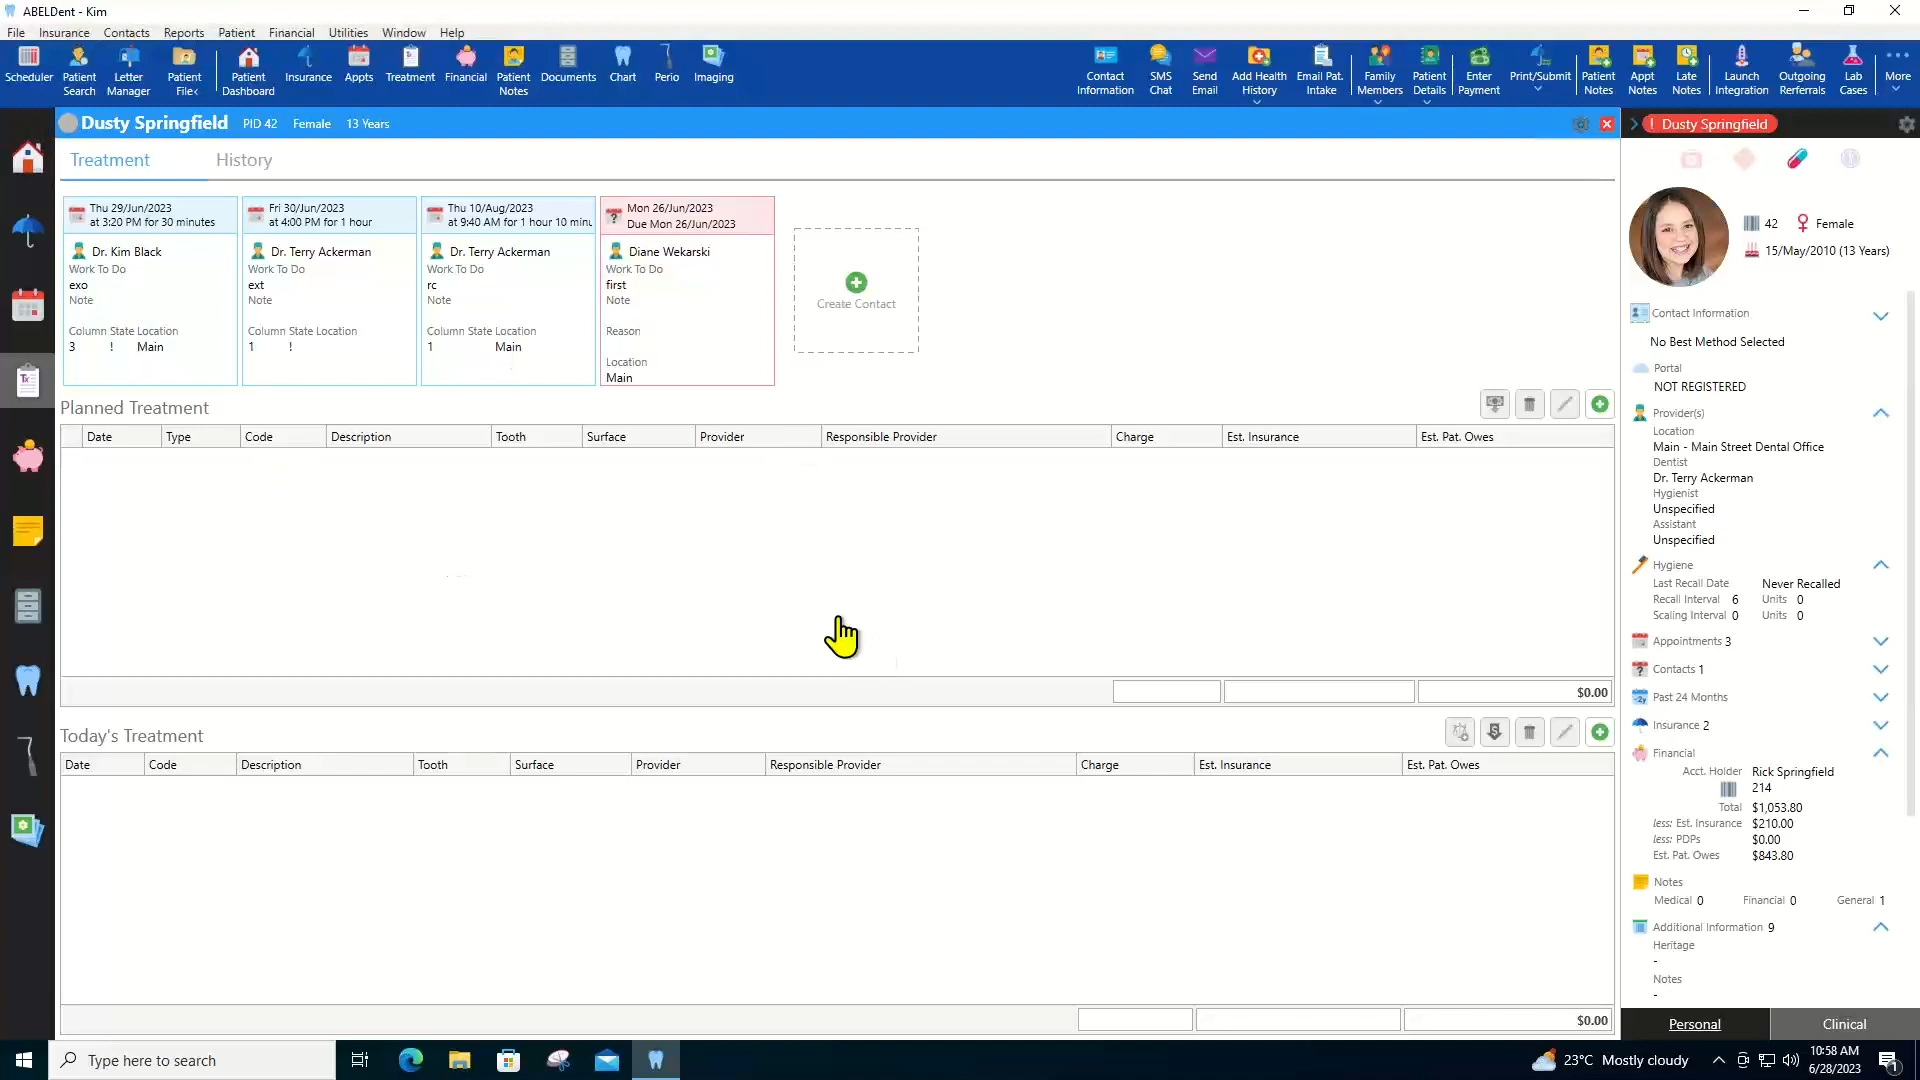 ABELDent - Kim
File Insurance Contacts Reports Patient Financial Utilities Window Help
Scheduler
Patient Search
Letter Manager
Patient File<
Patient Dashboard
Insurance
Appts
Treatment
Financial
Patient Notes
Documents
Chart
Perio
Imaging
Contact Information
SMS Chat
Send Email
Add Health History
Email Pat. Intake
Family Members
Patient Details
Enter Payment
Print/Submit
Patient Notes
Appt Notes
Late Notes
Launch Integration
Outgoing Rerferrals
Lab Cases
More
Dusty Springfield PID 42 Female 13 Years
Treatment History
Thu 29/Jun/2023
at 3:20 PM for 30 minutes
Dr. Kim Black
Work To Do
exo
Note
Column State Location
3 ! Main
Fri 30/Jun/2023
at 4:00 PM for 1 hour
Dr. Terry Ackerman
Work To Do
ext
Note
Column State Location
1 !
Thu 10/Aug/2023
at 9:40 AM for 1 hour 10 minu
Dr. Terry Ackerman
Work To Do
rc
Note
Column State Location
1 Main
Mon 26/Jun/2023
Due Mon 26/Jun/2023
Diane Wekarski
Work To Do
first
Note
Reason
Location
Main
Create Contact
Planned Treatment
Date Type Code Description Tooth Surface Provider Responsible Provider Charge Est. Insurance Est. Pat. Owes
$0.00
Today's Treatment
Date Code Description Tooth Surface Provider Responsible Provider Charge Est. Insurance Est. Pat. Owes
$0.00
! Dusty Springfield
42 Female
15/May/2010 (13 Years)
Contact Information
No Best Method Selected
Portal
NOT REGISTERED
Provider(s)
Location
Main - Main Street Dental Office
Dentist
Dr. Terry Ackerman
Hygienist
Unspecified
Assistant
Unspecified
Hygiene
Last Recall Date Never Recalled
Recall Interval 6 Units 0
Scaling Interval 0 Units 0
Appointments 3
Contacts 1
Past 24 Months
Insurance 2
Financial
Acct. Holder Rick Springfield
214
Total $1,053.80
less: Est. Insurance $210.00
less: PDPs $0.00
Est. Pat. Owes $843.80
Notes
Medical 0 Financial 0 General 1
Additional Information 9
Heritage
-
Notes
-
Personal Clinical
Type here to search
23°C Mostly cloudy
10:58 AM
6/28/2023
1